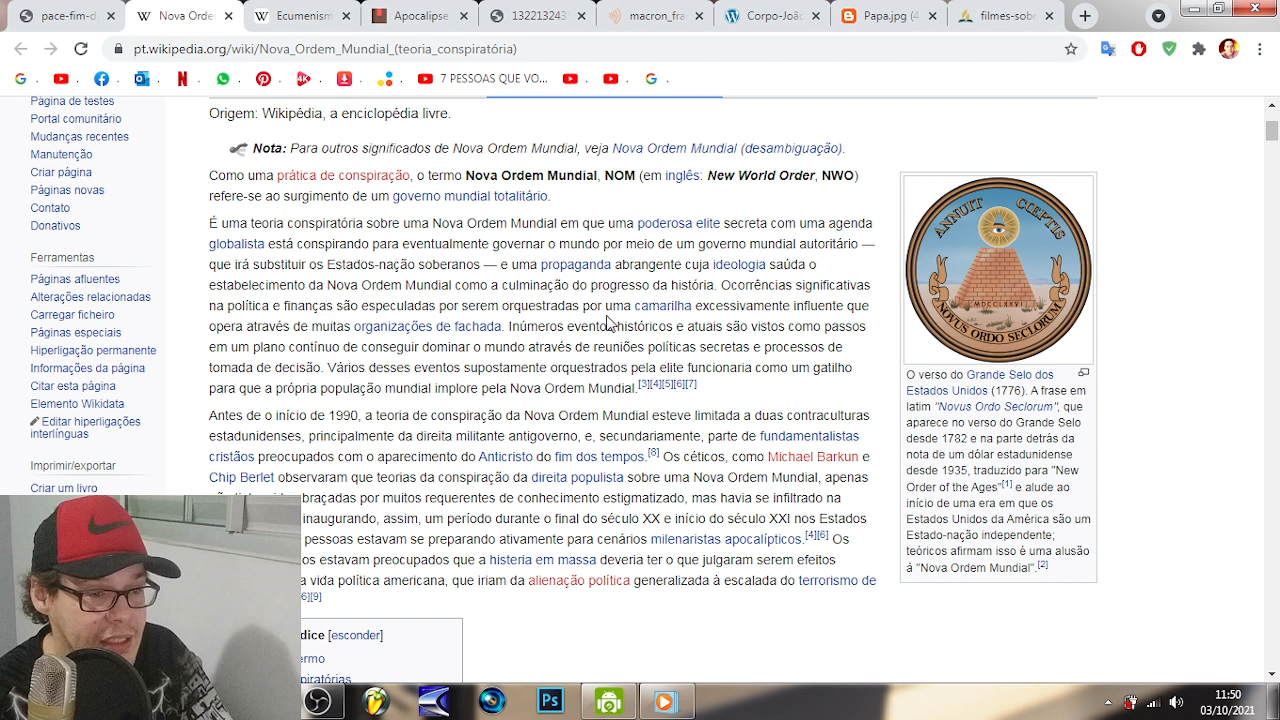 pace-fim-d
Nova Orde
Ecumenism
Apocalipse
13221324
macron_fra
Corpo-João
Papa.jpg (4
filmes-sob
pt.wikipedia.org/wiki/Nova_Ordem_Mundial_(teoria_conspiratória)
7 PESSOAS QUE VO...
Página de testes
Portal comunitário
Mudanças recentes
Manutenção
Criar página
Páginas novas
Contato
Donativos
Ferramentas
Páginas afluentes
Alterações relacionadas
Carregar ficheiro
Páginas especiais
Hiperligação permanente
Informações da página
Citar esta página
Elemento Wikidata
Editar hiperligações
interlínguas
Imprimir/exportar
Criar um livro
Origem: Wikipédia, a enciclopédia livre.
Nota: Para outros significados de Nova Ordem Mundial, veja Nova Ordem Mundial (desambiguação).
Como uma prática de conspiração, o termo Nova Ordem Mundial, NOM (em inglês: New World Order, NWO)
refere-se ao surgimento de um governo mundial totalitário.
É uma teoria conspiratória sobre uma Nova Ordem Mundial em que uma poderosa elite secreta com uma agenda
globalista está conspirando para eventualmente governar o mundo por meio de um governo mundial autoritário —
que irá substituir os Estados-nação soberanos — e uma propaganda abrangente cuja ideologia saúda o
estabelecimento da Nova Ordem Mundial como a culminação do progresso da história. Ocorrências significativas
na política e finanças são especuladas por serem orquestradas por uma camarilha excessivamente influente que
opera através de muitas organizações de fachada. Inúmeros eventos históricos e atuais são vistos como passos
em um plano contínuo de conseguir dominar o mundo através de reuniões políticas secretas e processos de
tomada de decisão. Vários desses eventos supostamente orquestrados pela elite funcionaria como um gatilho
para que a própria população mundial implore pela Nova Ordem Mundial.[3][4][5][6][7]
Antes de o início de 1990, a teoria de conspiração da Nova Ordem Mundial esteve limitada a duas contraculturas
estadunidenses, principalmente da direita militante antigoverno, e, secundariamente, parte de fundamentalistas
cristãos preocupados com o aparecimento do Anticristo do fim dos tempos.[8] Os céticos, como Michael Barkun e
Chip Berlet observaram que teorias da conspiração da direita populista sobre uma Nova Ordem Mundial, apenas
braçadas por muitos requerentes de conhecimento estigmatizado, mas havia se infiltrado na
inaugurando, assim, um período durante o final do século XX e início do século XXI nos Estados
pessoas estavam se preparando ativamente para cenários milenaristas apocalípticos.[4][6] Os
os estavam preocupados que a histeria em massa deveria ter o que julgaram serem efeitos
a vida política americana, que iriam da alienação política generalizada à escalada do terrorismo de
6][9]
dice [esconder]
ermo
piratórias
ANNUIT CŒPTIS
MDCCLXXVI
NOVUS ORDO SECLORUM
O verso do Grande Selo dos
Estados Unidos (1776). A frase em
latim "Novus Ordo Seclorum", que
aparece no verso do Grande Selo
desde 1782 e na parte detrás da
nota de um dólar estadunidense
desde 1935, traduzido para "New
Order of the Ages"[1] e alude ao
início de uma era em que os
Estados Unidos da América são um
Estado-nação independente;
teóricos afirmam isso é uma alusão
à "Nova Ordem Mundial".[2]
Ps
11:50
03/10/2021